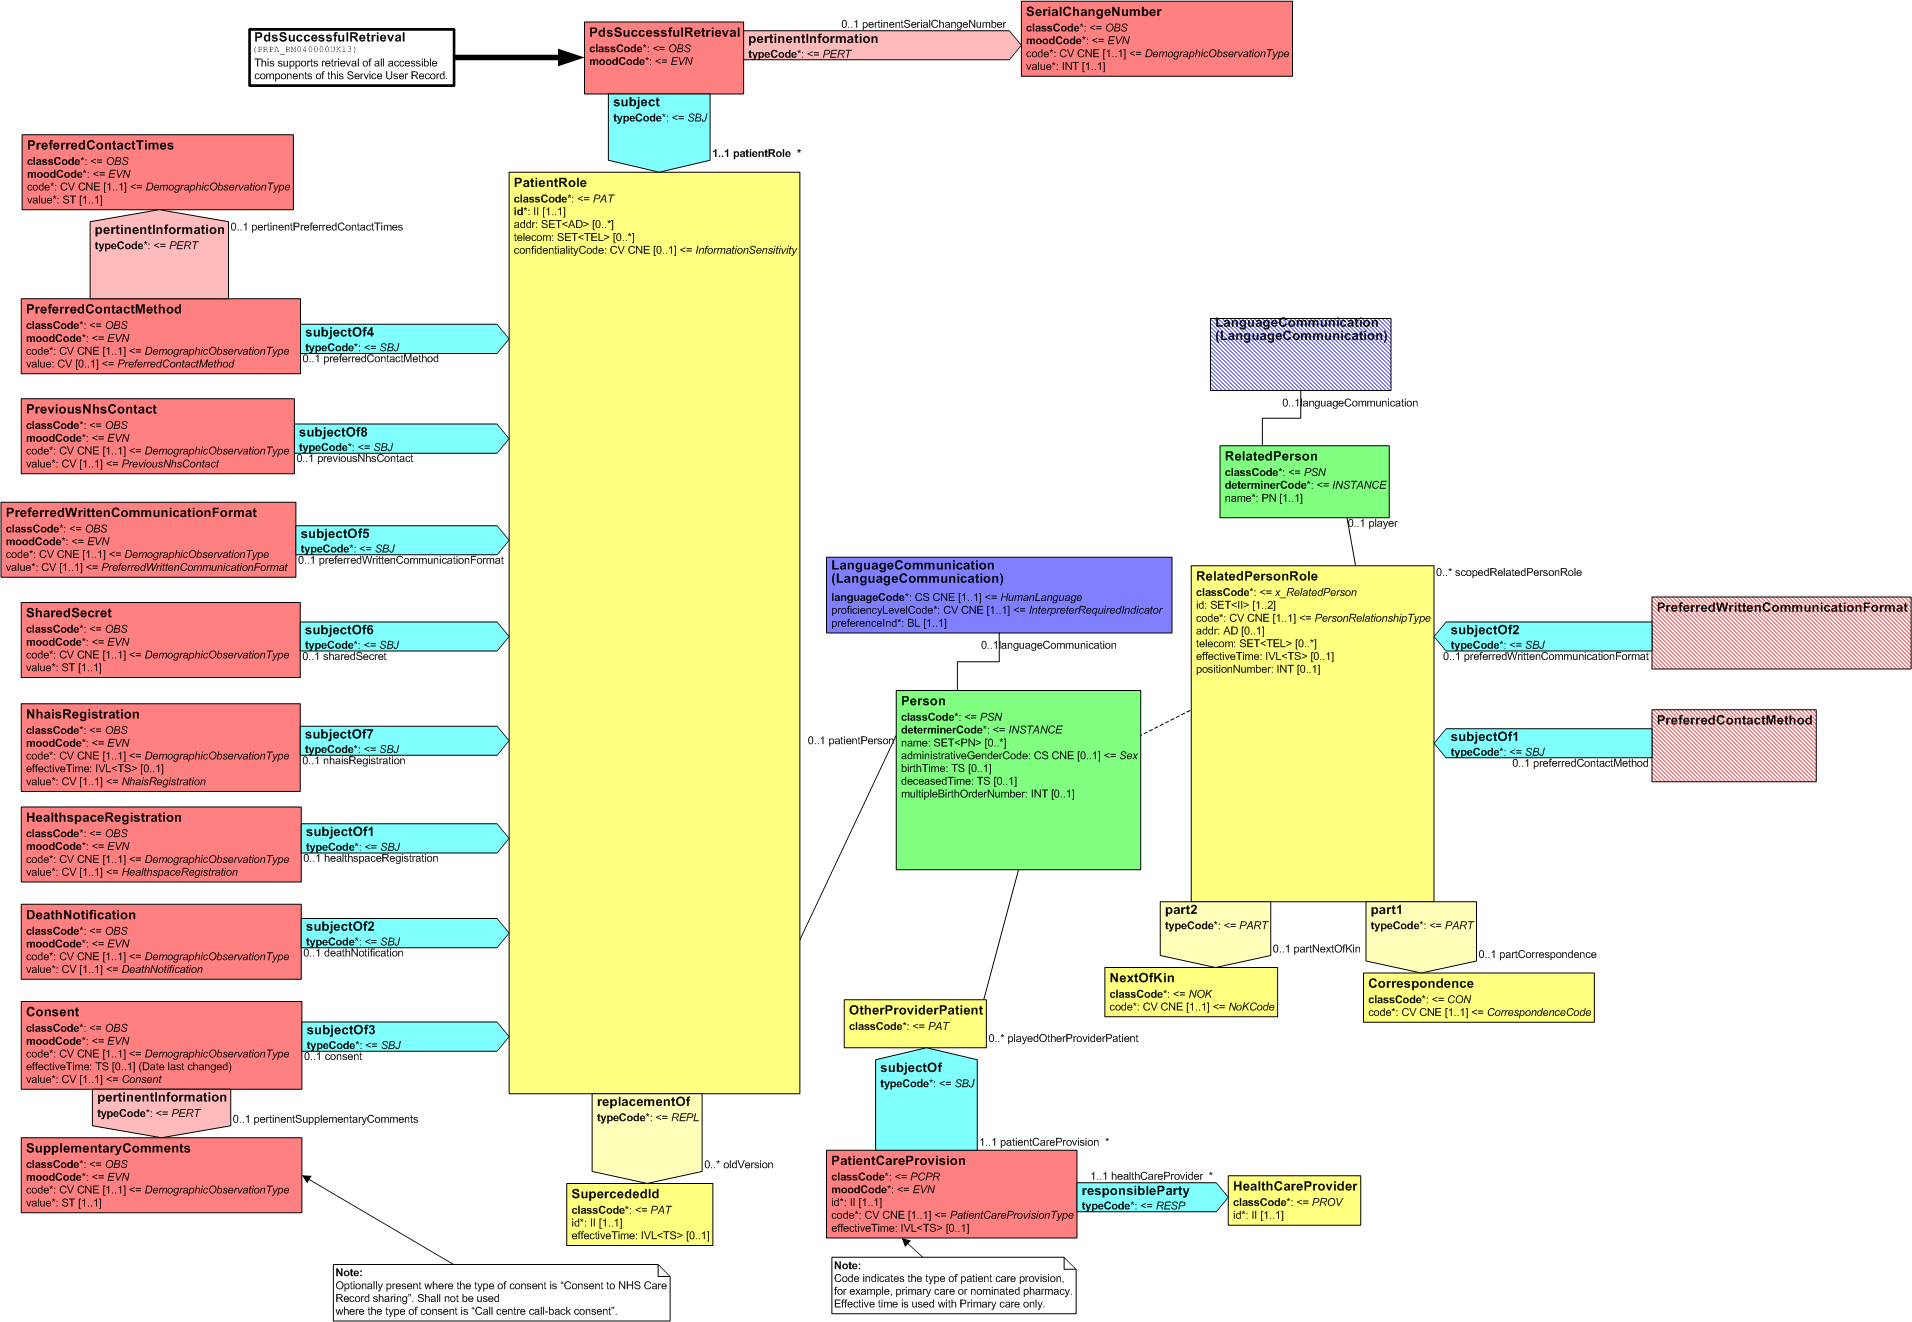 PdsSuccessfulRetrieval
(PRPA_RM040000UK13)
This supports retrieval of all accessible
components of this Service User Record.
PdsSuccessfulRetrieval
classCode*: <= OBS
moodCode*: <= EVN
0..1 pertinentSerialChangeNumber
pertinentInformation
typeCode*: <= PERT
SerialChangeNumber
classCode*: <= OBS
moodCode*: <= EVN
code*: CV CNE [1..1] <= DemographicObservationType
value*: INT [1..1]
subject
typeCode*: <= SBJ
1..1 patientRole *
PreferredContactTimes
classCode*: <= OBS
moodCode*: <= EVN
code*: CV CNE [1..1] <= DemographicObservationType
value*: ST [1..1]
pertinentInformation
typeCode*: <= PERT
0..1 pertinentPreferredContactTimes
PatientRole
classCode*: <= PAT
id*: II [1..1]
addr: SET<AD> [0..*]
telecom: SET<TEL> [0..*]
confidentialityCode: CV CNE [0..1] <= InformationSensitivity
PreferredContactMethod
classCode*: <= OBS
moodCode*: <= EVN
code*: CV CNE [1..1] <= DemographicObservationType
value: CV [0..1] <= PreferredContactMethod
subjectOf4
typeCode*: <= SBJ
0..1 preferredContactMethod
PreviousNhsContact
classCode*: <= OBS
moodCode*: <= EVN
code*: CV CNE [1..1] <= DemographicObservationType
value*: CV [1..1] <= PreviousNhsContact
subjectOf8
typeCode*: <= SBJ
0..1 previousNhsContact
PreferredWrittenCommunicationFormat
classCode*: <= OBS
moodCode*: <= EVN
code*: CV CNE [1..1] <= DemographicObservationType
value*: CV [1..1] <= PreferredWrittenCommunicationFormat
subjectOf5
typeCode*: <= SBJ
0..1 preferredWrittenCommunicationFormat
SharedSecret
classCode*: <= OBS
moodCode*: <= EVN
code*: CV CNE [1..1] <= DemographicObservationType
value*: ST [1..1]
subjectOf6
typeCode*: <= SBJ
0..1 sharedSecret
NhaisRegistration
classCode*: <= OBS
moodCode*: <= EVN
code*: CV CNE [1..1] <= DemographicObservationType
effectiveTime: IVL<TS> [0..1]
value*: CV [1..1] <= NhaisRegistration
subjectOf7
typeCode*: <= SBJ
0..1 nhaisRegistration
HealthspaceRegistration
classCode*: <= OBS
moodCode*: <= EVN
code*: CV CNE [1..1] <= DemographicObservationType
value*: CV [1..1] <= HealthspaceRegistration
subjectOf1
typeCode*: <= SBJ
0..1 healthspaceRegistration
DeathNotification
classCode*: <= OBS
moodCode*: <= EVN
code*: CV CNE [1..1] <= DemographicObservationType
value*: CV [1..1] <= DeathNotification
subjectOf2
typeCode*: <= SBJ
0..1 deathNotification
Consent
classCode*: <= OBS
moodCode*: <= EVN
code*: CV CNE [1..1] <= DemographicObservationType
effectiveTime: TS [0..1] (Date last changed)
value*: CV [1..1] <= Consent
subjectOf3
typeCode*: <= SBJ
0..1 consent
pertinentInformation
typeCode*: <= PERT
0..1 pertinentSupplementaryComments
SupplementaryComments
classCode*: <= OBS
moodCode*: <= EVN
code*: CV CNE [1..1] <= DemographicObservationType
value*: ST [1..1]
Note:
Optionally present where the type of consent is “Consent to NHS Care
Record sharing”. Shall not be used
where the type of consent is “Call centre call-back consent”.
replacementOf
typeCode*: <= REPL
0..* oldVersion
SupercededId
classCode*: <= PAT
id*: II [1..1]
effectiveTime: IVL<TS> [0..1]
LanguageCommunication
(LanguageCommunication)
0..1languageCommunication
RelatedPerson
classCode*: <= PSN
determinerCode*: <= INSTANCE
name*: PN [1..1]
0..1 player
LanguageCommunication
(LanguageCommunication)
languageCode*: CS CNE [1..1] <= HumanLanguage
proficiencyLevelCode*: CV CNE [1..1] <= InterpreterRequiredIndicator
preferenceInd*: BL [1..1]
0..1languageCommunication
Person
classCode*: <= PSN
determinerCode*: <= INSTANCE
name: SET<PN> [0..*]
administrativeGenderCode: CS CNE [0..1] <= Sex
birthTime: TS [0..1]
deceasedTime: TS [0..1]
multipleBirthOrderNumber: INT [0..1]
0..1 patientPerson
RelatedPersonRole
classCode*: <= x_RelatedPerson
id: SET<II> [1..2]
code*: CV CNE [1..1] <= PersonRelationshipType
addr: AD [0..1]
telecom: SET<TEL> [0..*]
effectiveTime: IVL<TS> [0..1]
positionNumber: INT [0..1]
0..* scopedRelatedPersonRole
subjectOf2
typeCode*: <= SBJ
0..1 preferredWrittenCommunicationFormat
PreferredWrittenCommunicationFormat
subjectOf1
typeCode*: <= SBJ
0..1 preferredContactMethod
PreferredContactMethod
part2
typeCode*: <= PART
0..1 partNextOfKin
part1
typeCode*: <= PART
0..1 partCorrespondence
NextOfKin
classCode*: <= NOK
code*: CV CNE [1..1] <= NoKCode
Correspondence
classCode*: <= CON
code*: CV CNE [1..1] <= CorrespondenceCode
OtherProviderPatient
classCode*: <= PAT
0..* playedOtherProviderPatient
subjectOf
typeCode*: <= SBJ
1..1 patientCareProvision *
PatientCareProvision
classCode*: <= PCPR
moodCode*: <= EVN
id*: II [1..1]
code*: CV CNE [1..1] <= PatientCareProvisionType
effectiveTime: IVL<TS> [0..1]
1..1 healthCareProvider *
responsibleParty
typeCode*: <= RESP
HealthCareProvider
classCode*: <= PROV
id*: II [1..1]
Note:
Code indicates the type of patient care provision,
for example, primary care or nominated pharmacy.
Effective time is used with Primary care only.